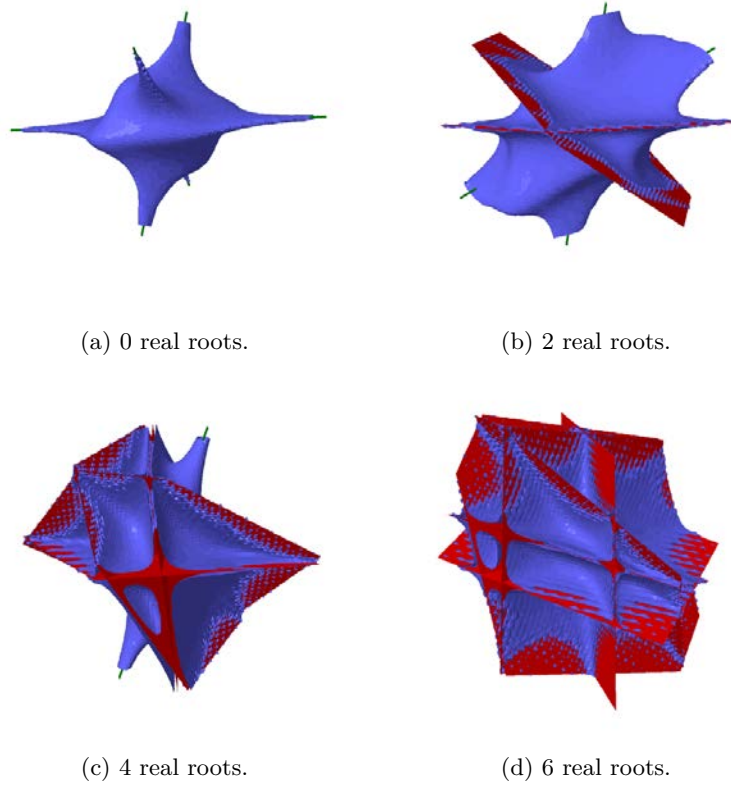 (a) 0 real roots.
(b) 2 real roots.
(c) 4 real roots.
(d) 6 real roots.